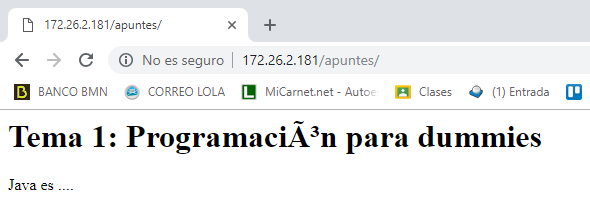 172.26.2.181/apuntes/
No es seguro 172.26.2.181/apuntes/
BANCO BMN CORREO LOLA MiCarnet.net - Autoe Clases (1) Entrada
Tema 1: ProgramaciÃ³n para dummies
Java es ....